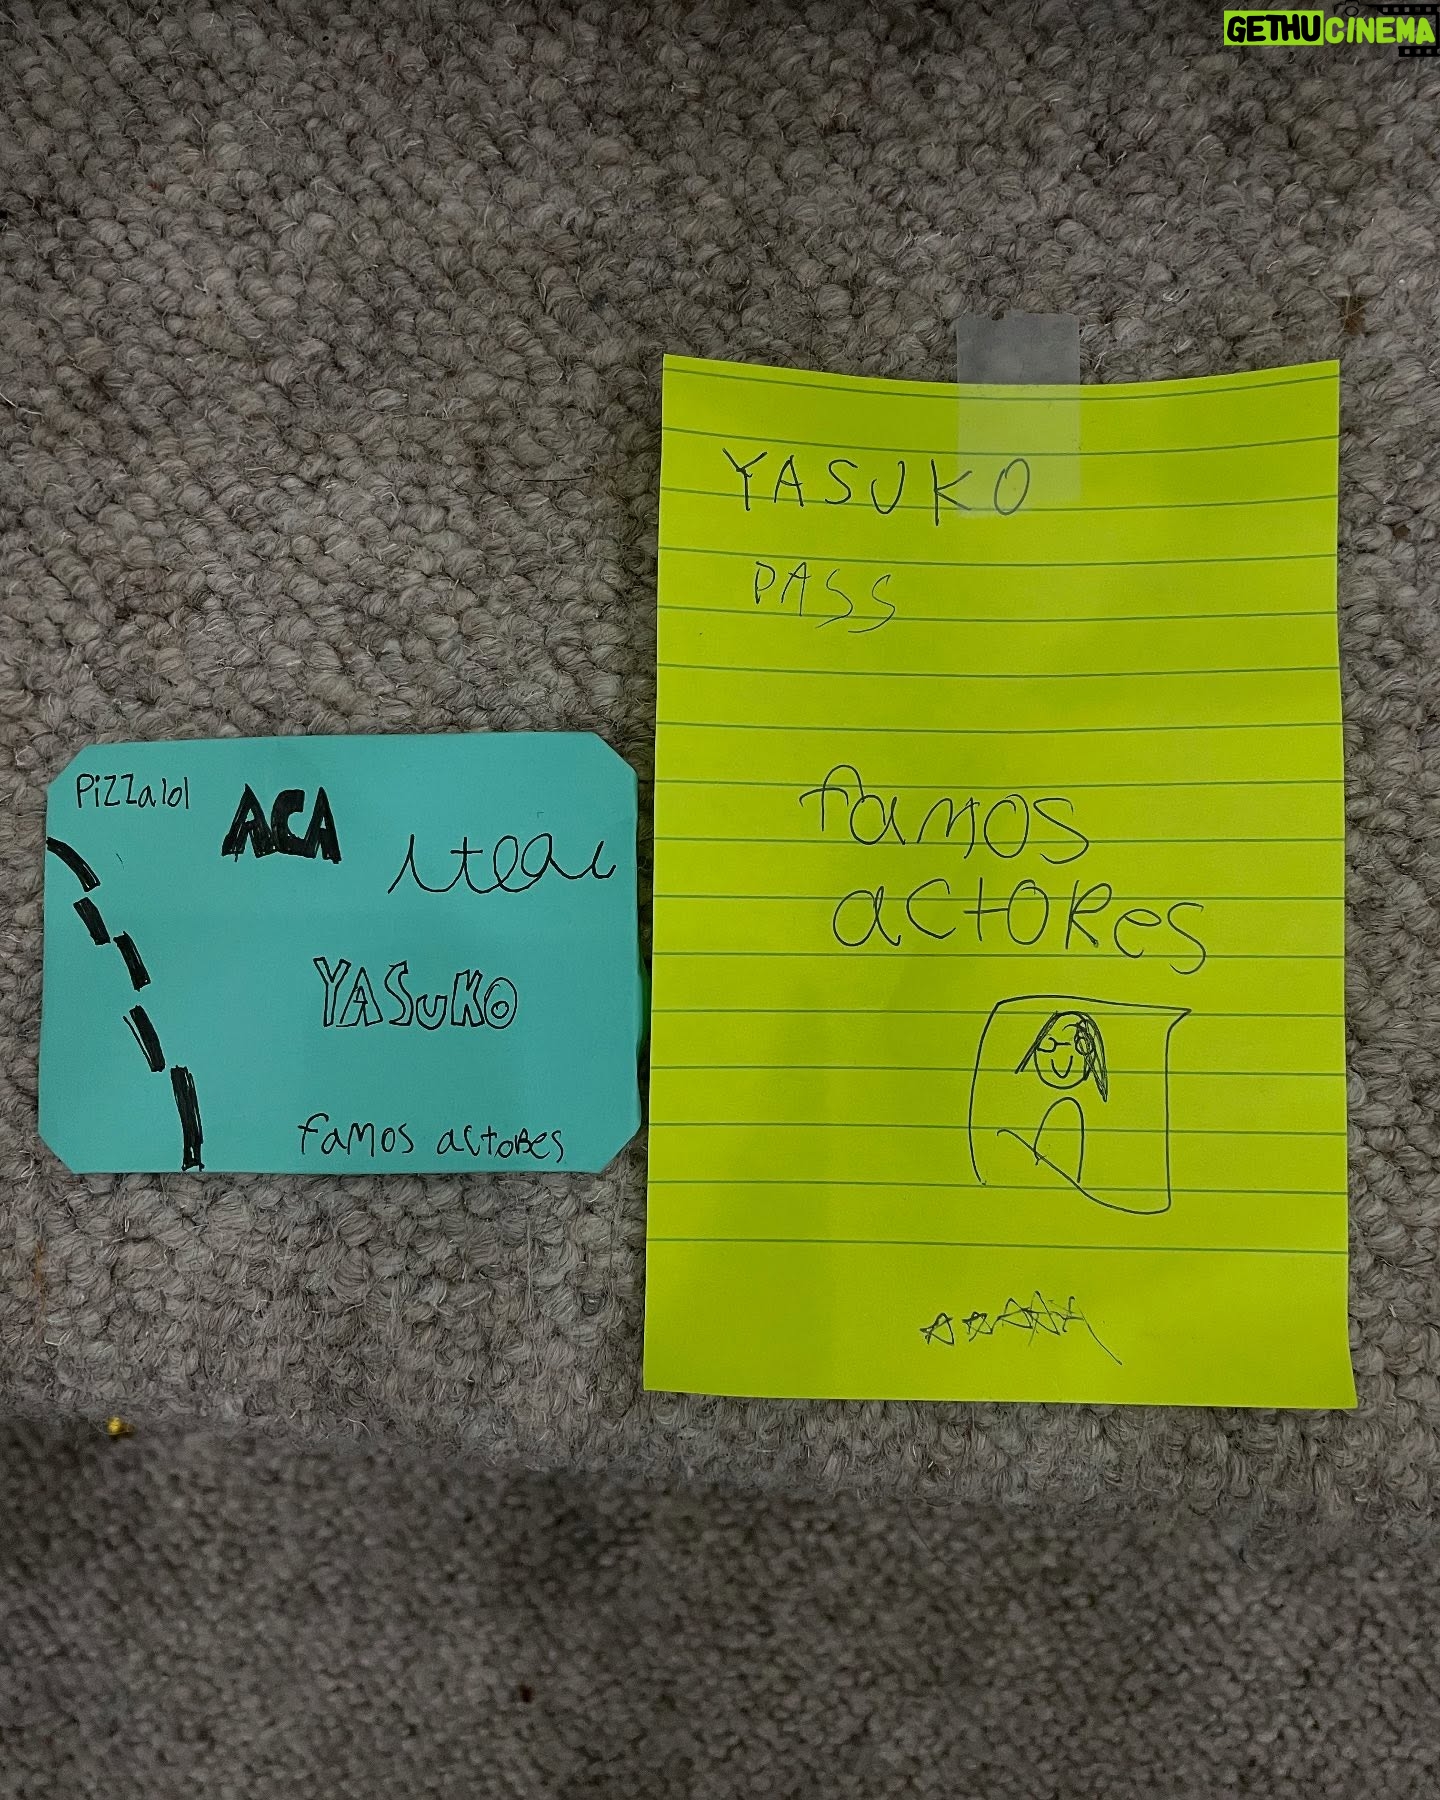 GETHUCINEMA
Pizzalol
ACA
YASUKO
famos actores
YASUKO
PASS
famos
actoRes